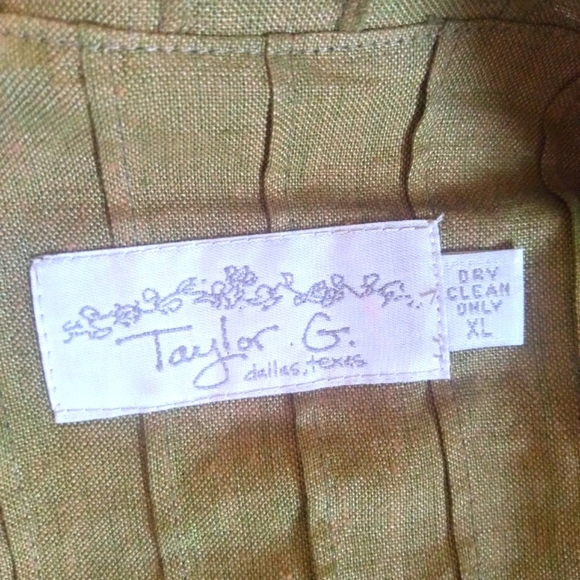 Taylor G.
dallas, texas
DRY
CLEAN
ONLY
XL